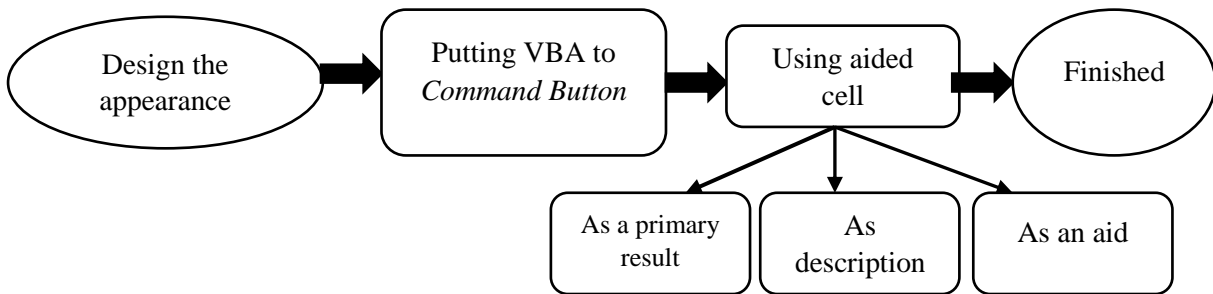 Design the
appearance
Putting VBA to
Command Button
Using aided
cell
Finished
As a primary
result
As
description
As an aid